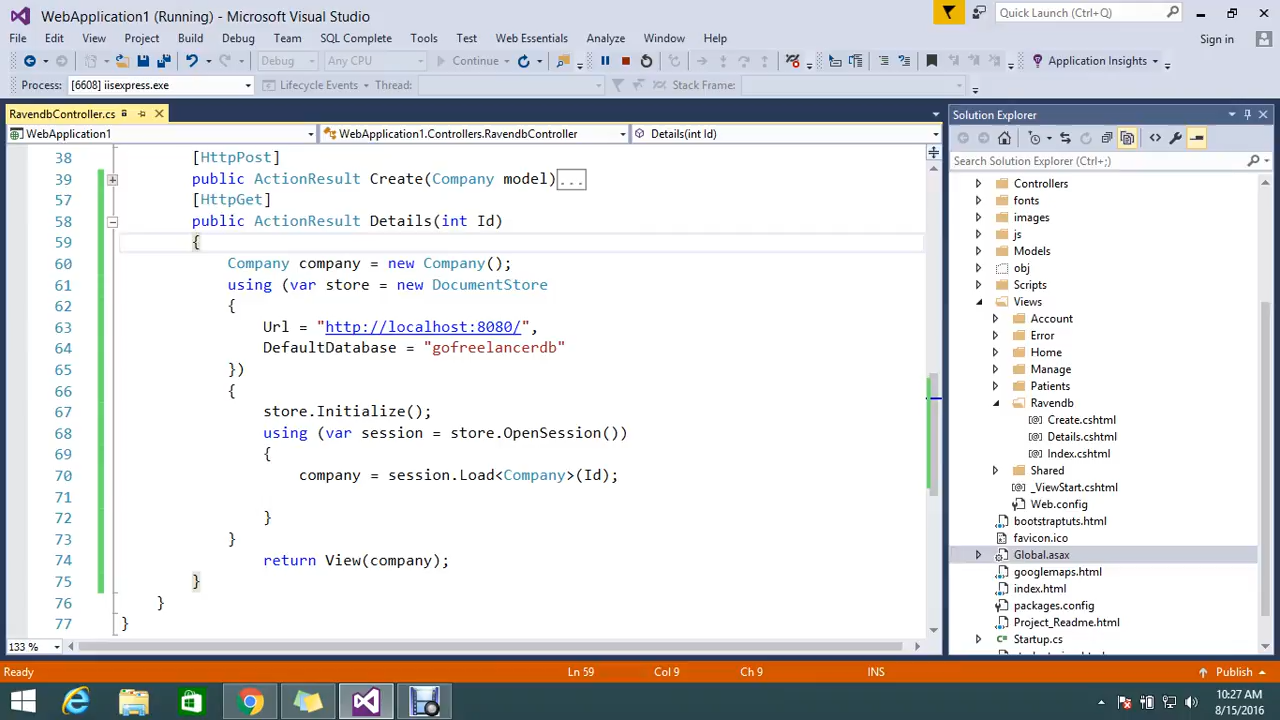 WebApplication1 (Running) - Microsoft Visual Studio
Quick Launch (Ctrl+Q)
File Edit View Project Build Debug Team SQL Complete Tools Test Web Essentials Analyze Window Help
Sign in
Debug Any CPU Continue Application Insights
Process: [6608] iisexpress.exe Lifecycle Events Thread: Stack Frame:
RavendbController.cs
WebApplication1 WebApplication1.Controllers.RavendbController Details(int Id)
38 [HttpPost]
39 public ActionResult Create(Company model)...
57 [HttpGet]
58 public ActionResult Details(int Id)
59 {
60 Company company = new Company();
61 using (var store = new DocumentStore
62 {
63 Url = "http://localhost:8080/",
64 DefaultDatabase = "gofreelancerdb"
65 })
66 {
67 store.Initialize();
68 using (var session = store.OpenSession())
69 {
70 company = session.Load<Company>(Id);
71
72 }
73 }
74 return View(company);
75 }
76 }
77 }
133 %
Solution Explorer
Search Solution Explorer (Ctrl+;)
Controllers
fonts
images
js
Models
obj
Scripts
Views
Account
Error
Home
Manage
Patients
Ravendb
Create.cshtml
Details.cshtml
Index.cshtml
Shared
_ViewStart.cshtml
Web.config
bootstraptuts.html
favicon.ico
Global.asax
googlemaps.html
index.html
packages.config
Project_Readme.html
Startup.cs
Ready Ln 59 Col 9 Ch 9 INS Publish
10:27 AM
8/15/2016